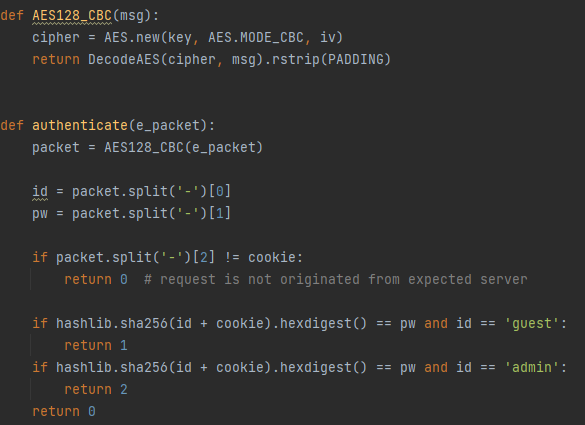 def AES128_CBC(msg):
    cipher = AES.new(key, AES.MODE_CBC, iv)
    return DecodeAES(cipher, msg).rstrip(PADDING)
def authenticate(e_packet):
    packet = AES128_CBC(e_packet)
    id = packet.split('-')[0]
    pw = packet.split('-')[1]
    if packet.split('-')[2] != cookie:
        return 0  # request is not originated from expected server
    if hashlib.sha256(id + cookie).hexdigest() == pw and id == 'guest':
        return 1
    if hashlib.sha256(id + cookie).hexdigest() == pw and id == 'admin':
        return 2
    return 0